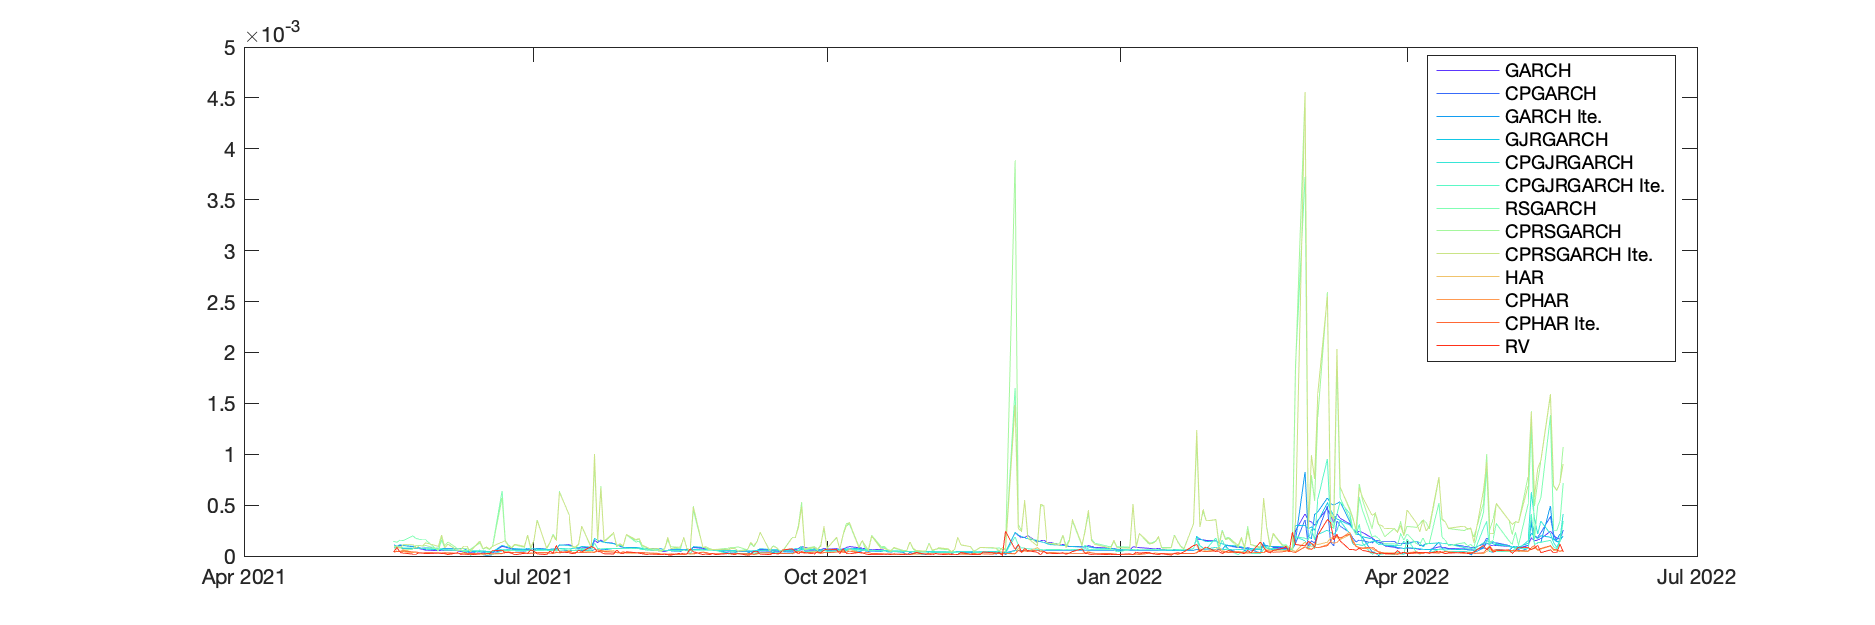 ×10-3
5
4.5
4
3.5
3
2.5
2
1.5
1
0.5
0
Apr 2021
Jul 2021
Oct 2021
Jan 2022
Apr 2022
Jul 2022
GARCH
CPGARCH
GARCH Ite.
GJRGARCH
CPGJRGARCH
CPGJRGARCH Ite.
RSGARCH
CPRSGARCH
CPRSGARCH Ite.
HAR
CPHAR
CPHAR Ite.
RV